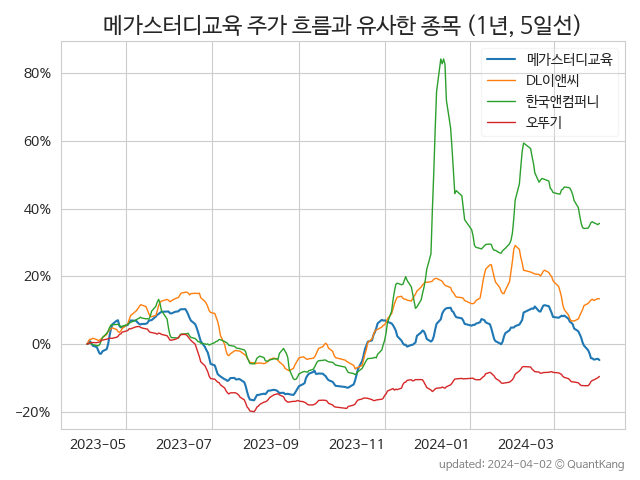 메가스터디교육 주가 흐름과 유사한 종목 (1년, 5일선)
메가스터디교육
DL이앤씨
한국앤컴퍼니
오뚜기
80%
60%
40%
20%
0%
−20%
2023-05
2023-07
2023-09
2023-11
2024-01
2024-03
updated: 2024-04-02 © QuantKang